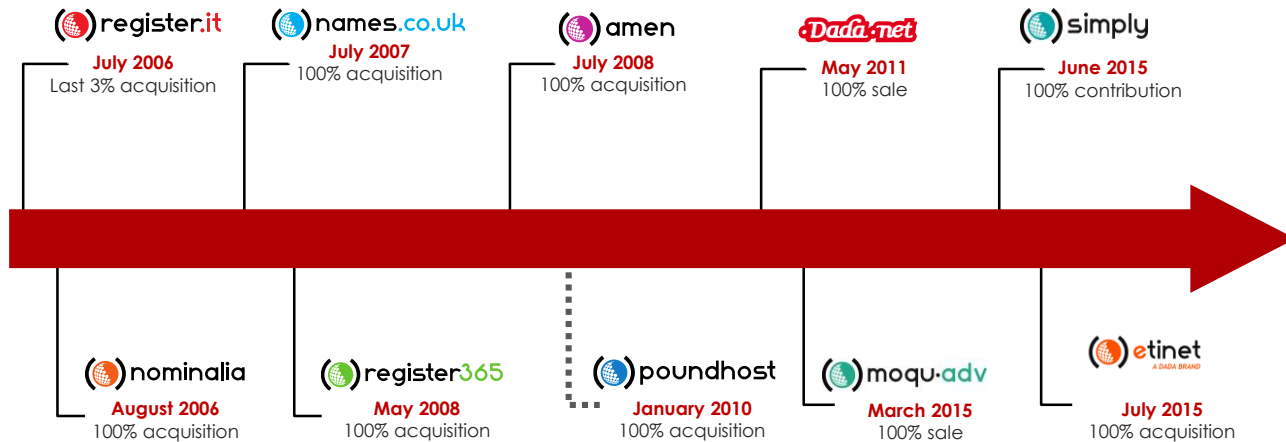 register.it
July 2006
Last 3% acquisition
names.co.uk
July 2007
100% acquisition
amen
July 2008
100% acquisition
Dada.net
May 2011
100% sale
simply
June 2015
100% contribution
nominalia
August 2006
100% acquisition
register365
May 2008
100% acquisition
poundhost
January 2010
100% acquisition
moqu·adv
March 2015
100% sale
etinet
A DADA BRAND
July 2015
100% acquisition